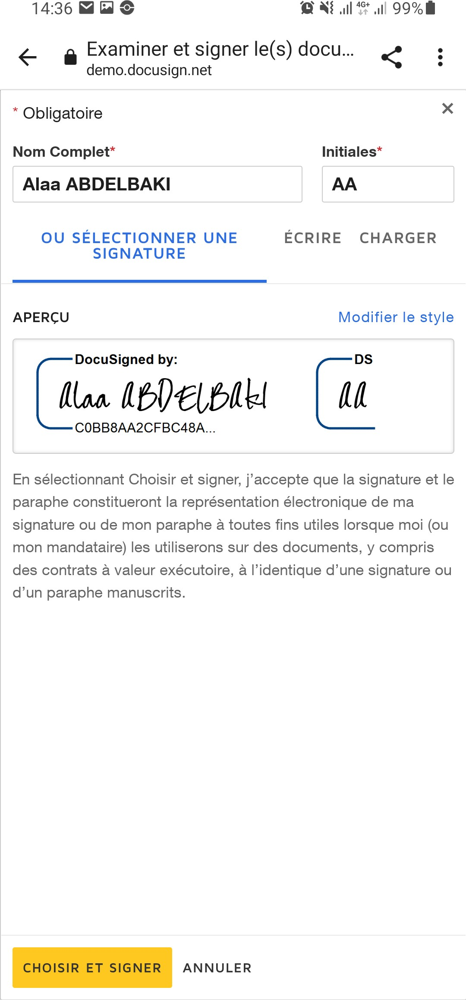 14:36 4G+ 99%
Examiner et signer le(s) docu...
demo.docusign.net
* Obligatoire
Nom Complet* Initiales*
Alaa ABDELBAKI AA
OU SÉLECTIONNER UNE SIGNATURE ÉCRIRE CHARGER
APERÇU Modifier le style
DocuSigned by: DS
Alaa ABDELBAKI AA
C0BB8AA2CFBC48A...
En sélectionnant Choisir et signer, j’accepte que la signature et le
paraphe constitueront la représentation électronique de ma
signature ou de mon paraphe à toutes fins utiles lorsque moi (ou
mon mandataire) les utiliserons sur des documents, y compris
des contrats à valeur exécutoire, à l’identique d’une signature ou
d’un paraphe manuscrits.
CHOISIR ET SIGNER ANNULER